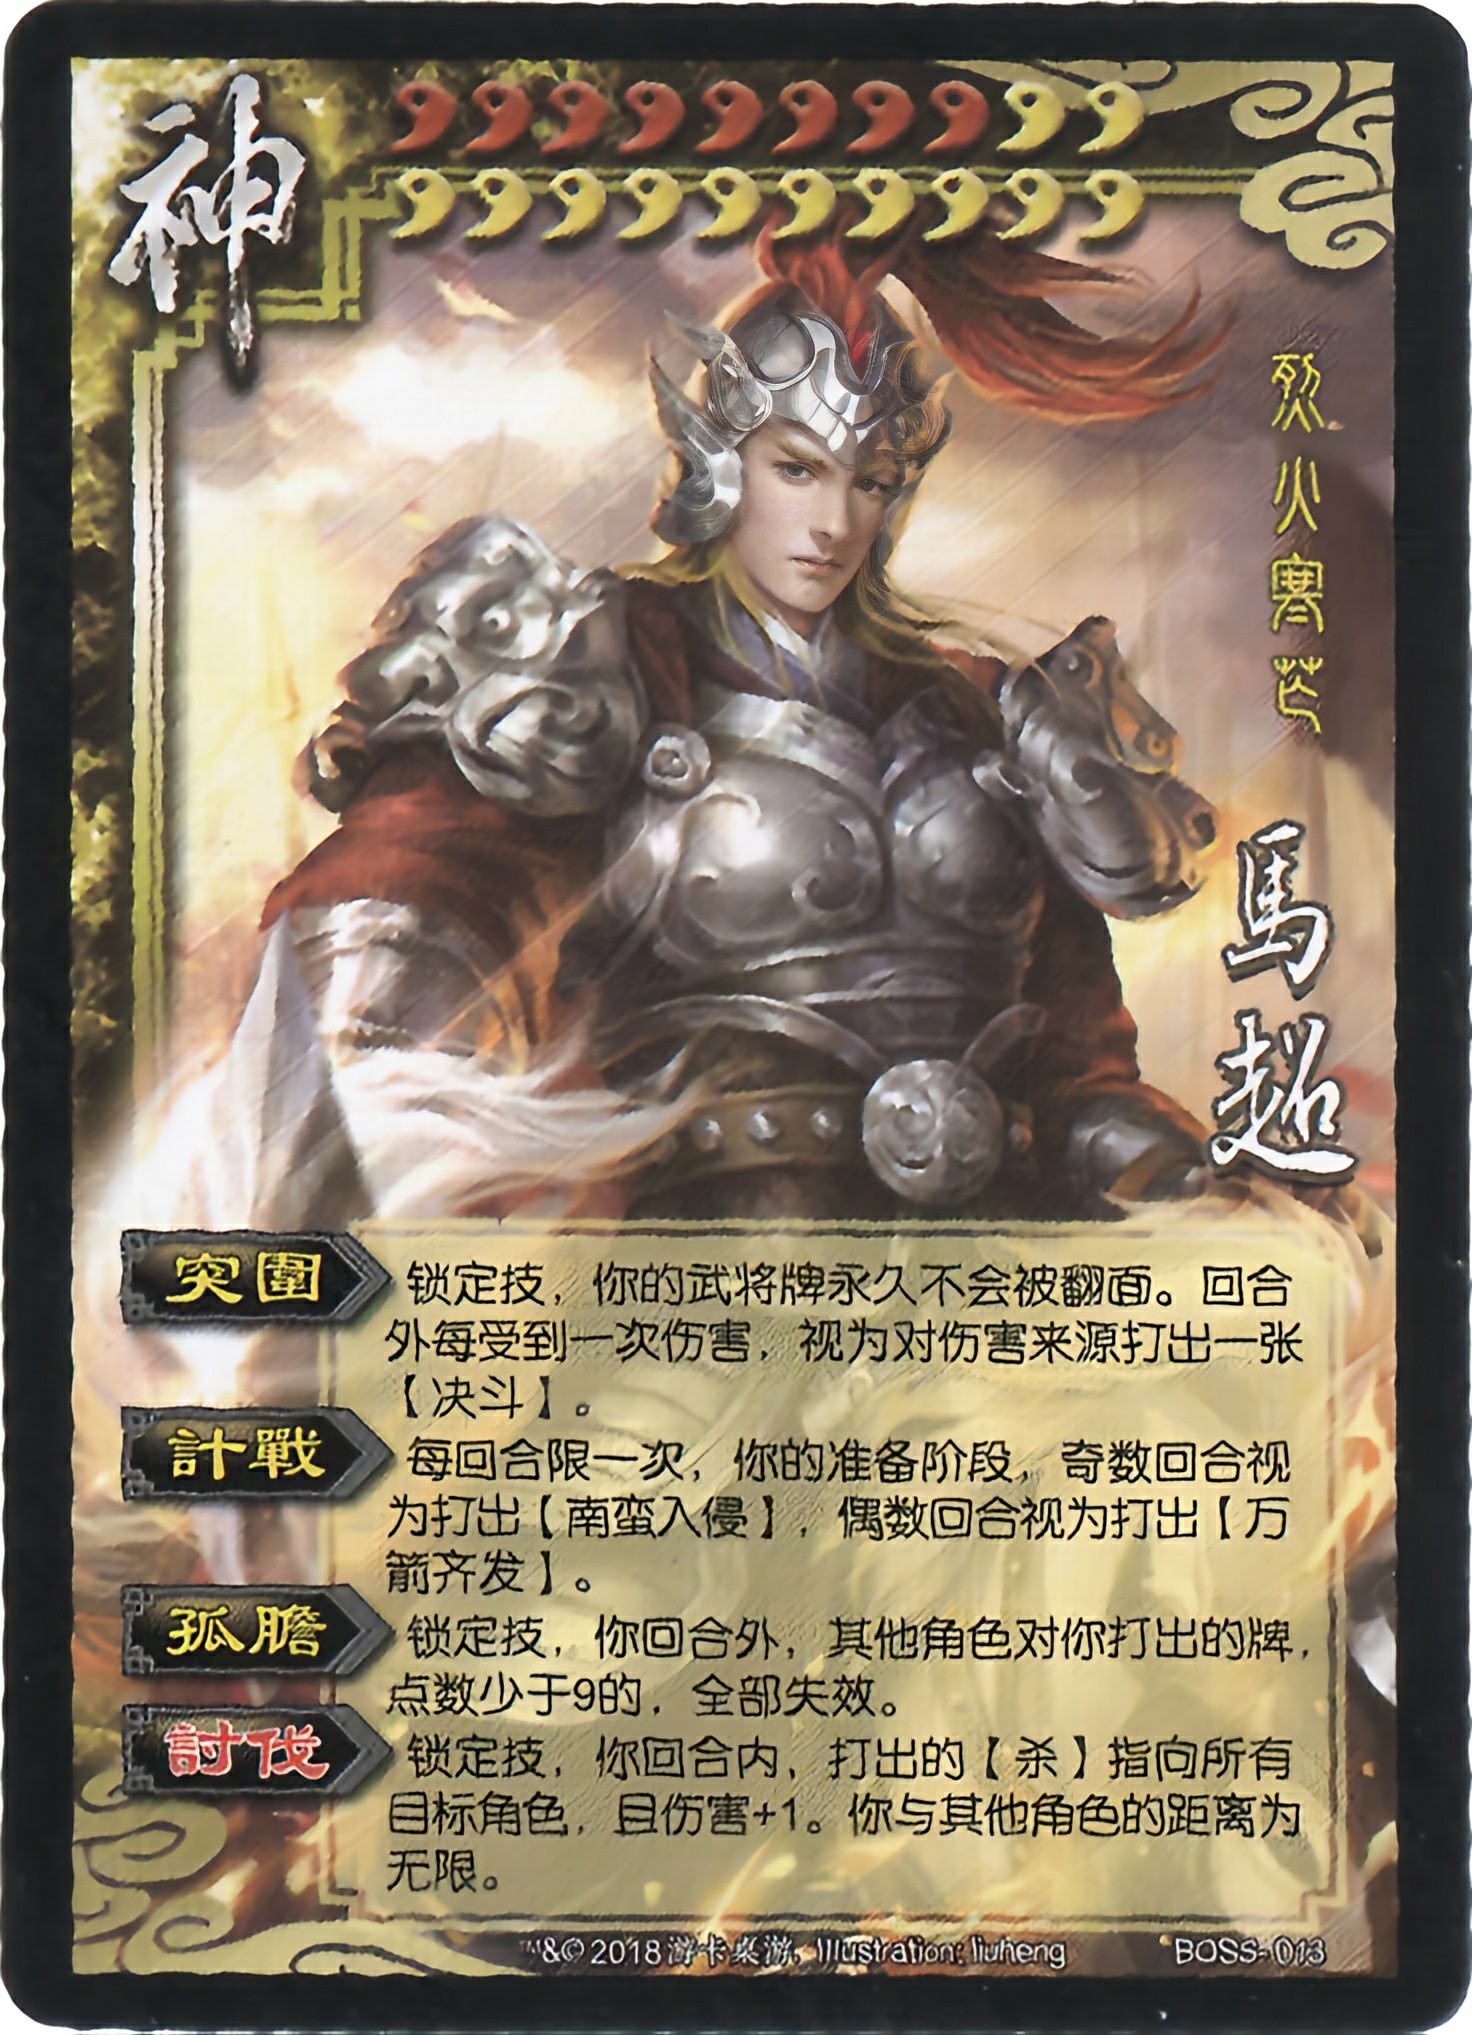 神
烈火寒芒
馬超
突圍
锁定技，你的武将牌永久不会被翻面。回合
外每受到一次伤害，视为对伤害来源打出一张
【决斗】。
計戰
每回合限一次，你的准备阶段，奇数回合视
为打出【南蛮入侵】，偶数回合视为打出【万
箭齐发】。
孤膽
锁定技，你回合外，其他角色对你打出的牌，
点数少于9的，全部失效。
討伐
锁定技，你回合内，打出的【杀】指向所有
目标角色，且伤害+1。你与其他角色的距离为
无限。
™&© 2018 游卡桌游, Illustration: liuheng
BOSS-013